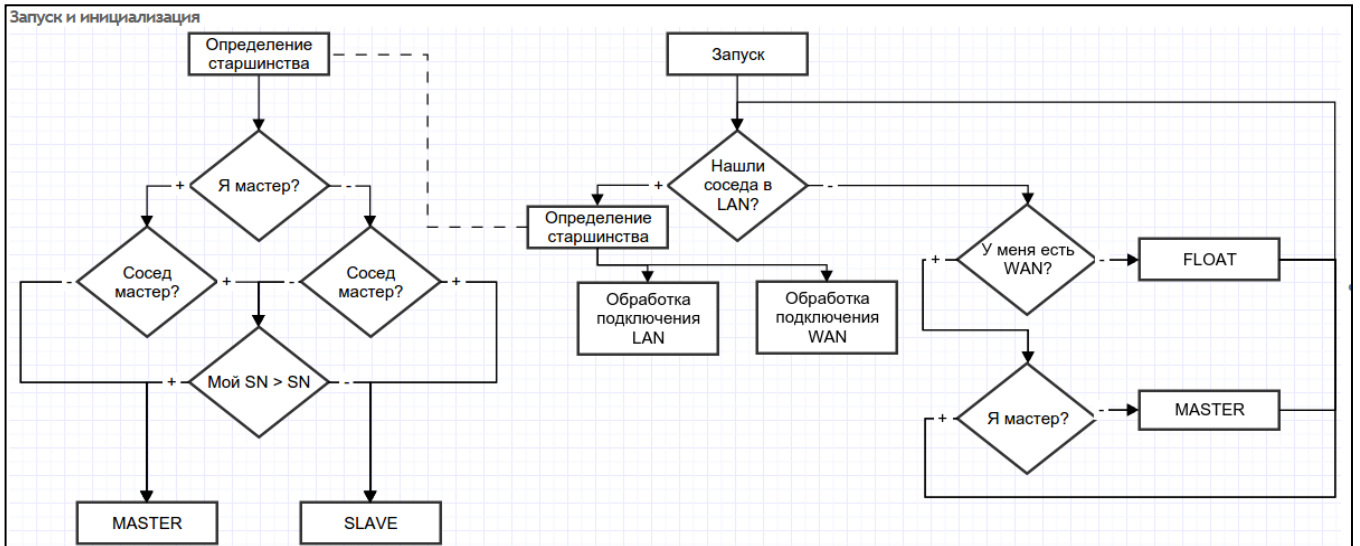 Запуск и инициализация
Определение
старшинства
Запуск
Нашли
соседа в
LAN?
+
-
Я мастер?
+
-
Определение
старшинства
У меня есть
WAN?
+
-
FLOAT
Сосед
мастер?
-
+
Сосед
мастер?
-
+
Обработка
подключения
LAN
Обработка
подключения
WAN
Мой SN > SN
+
-
Я мастер?
+
-
MASTER
MASTER
SLAVE